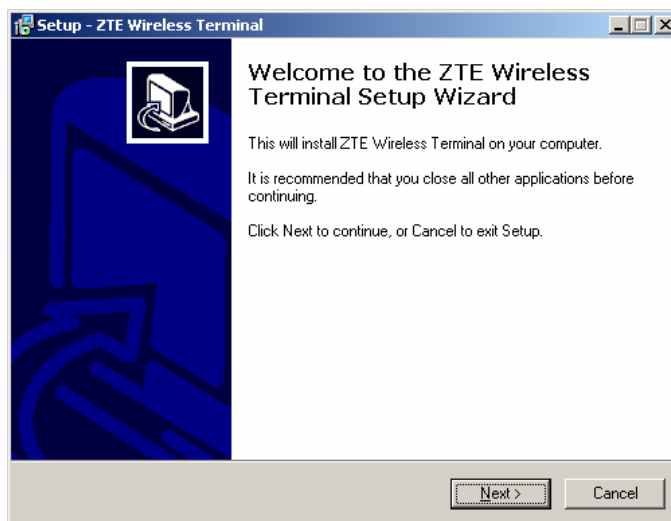 Setup - ZTE Wireless Terminal
Welcome to the ZTE Wireless
Terminal Setup Wizard
This will install ZTE Wireless Terminal on your computer.
It is recommended that you close all other applications before
continuing.
Click Next to continue, or Cancel to exit Setup.
Next >
Cancel